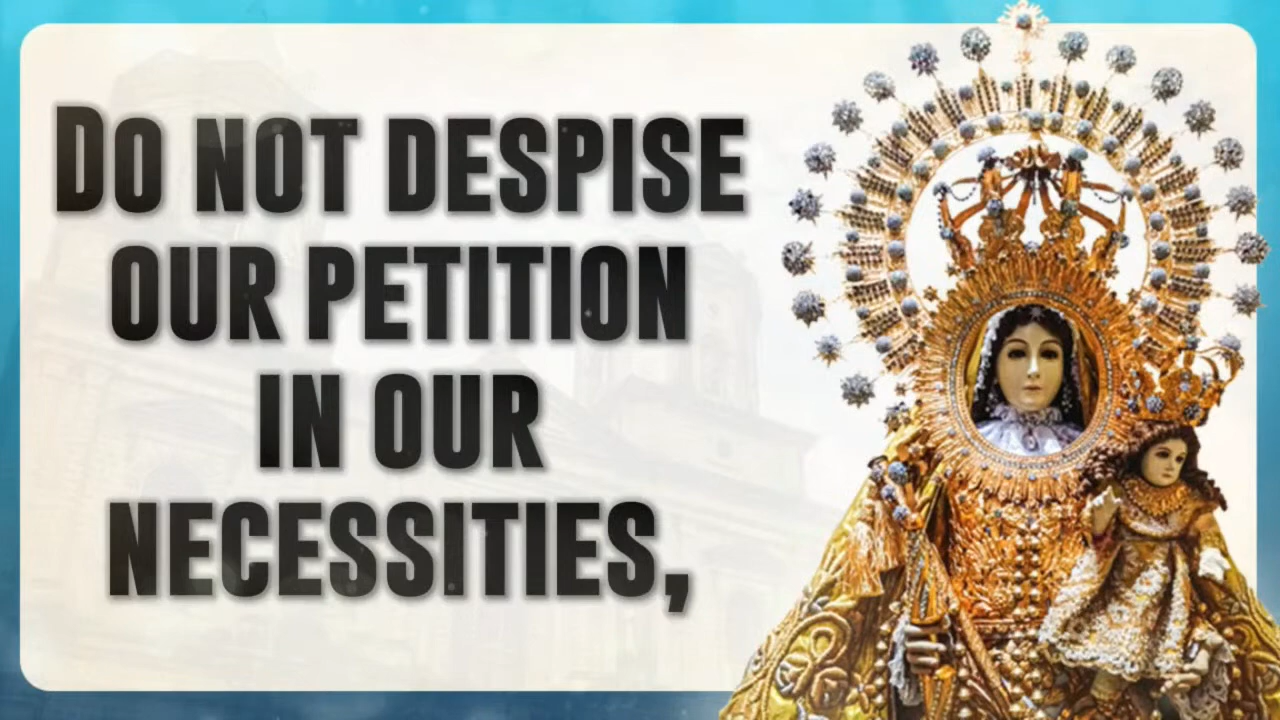 Do not despise
our petition
in our
necessities,